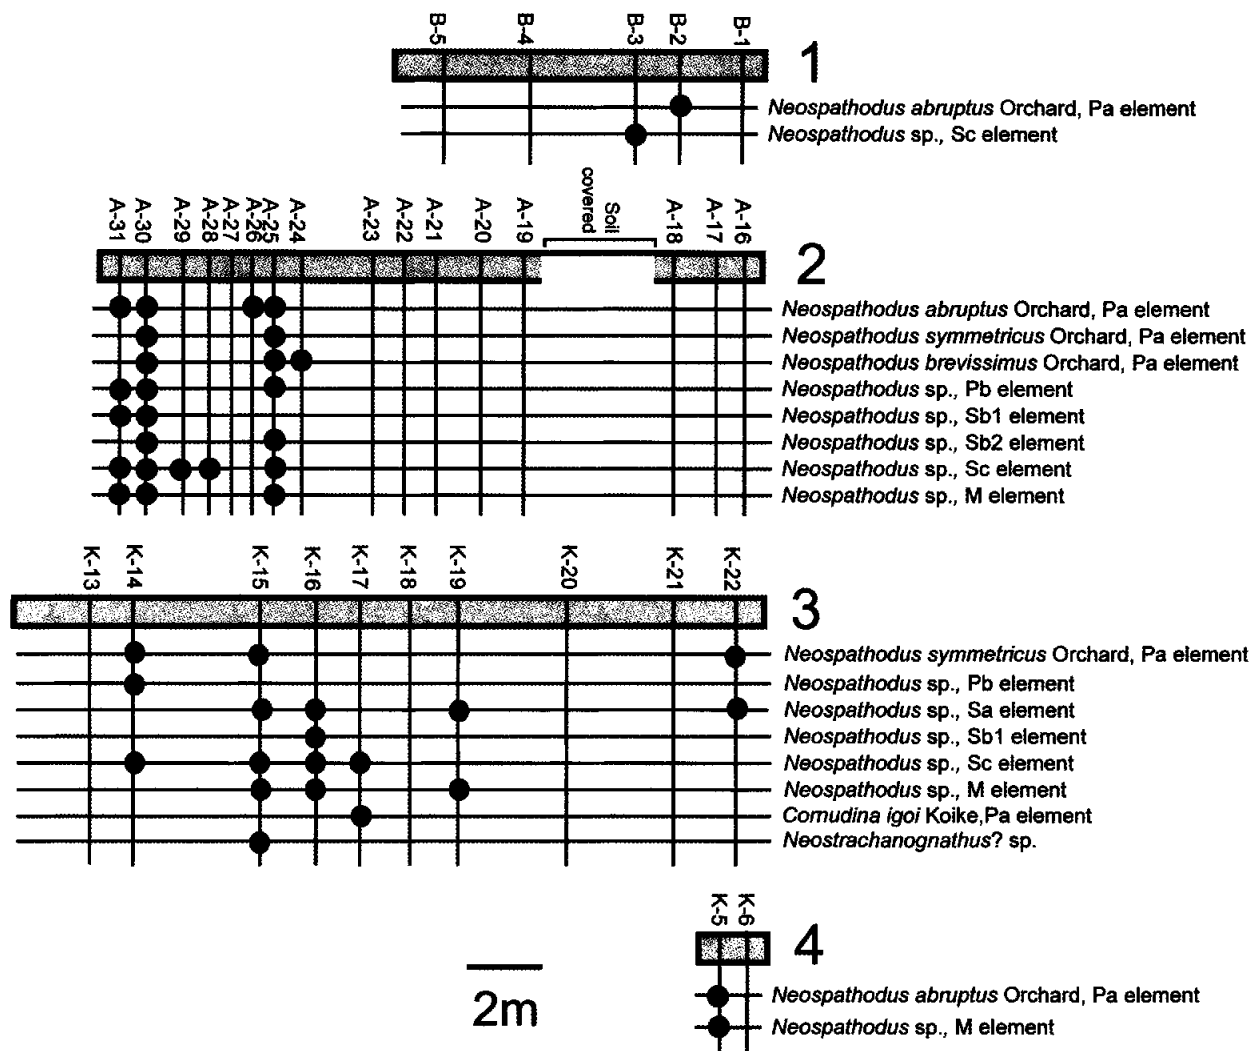 B-5 B-4 B-3 B-2 B-1
1
Neospathodus abruptus Orchard, Pa element
Neospathodus sp., Sc element
A-31 A-30 A-29 A-28 A-27 A-26 A-25 A-24 A-23 A-22 A-21 A-20 A-19 Soil covered A-18 A-17 A-16
2
Neospathodus abruptus Orchard, Pa element
Neospathodus symmetricus Orchard, Pa element
Neospathodus brevissimus Orchard, Pa element
Neospathodus sp., Pb element
Neospathodus sp., Sb1 element
Neospathodus sp., Sb2 element
Neospathodus sp., Sc element
Neospathodus sp., M element
K-13 K-14 K-15 K-16 K-17 K-18 K-19 K-20 K-21 K-22
3
Neospathodus symmetricus Orchard, Pa element
Neospathodus sp., Pb element
Neospathodus sp., Sa element
Neospathodus sp., Sb1 element
Neospathodus sp., Sc element
Neospathodus sp., M element
Cornudina igoi Koike,Pa element
Neostrachanognathus? sp.
K-5 K-6
4
Neospathodus abruptus Orchard, Pa element
Neospathodus sp., M element
2m